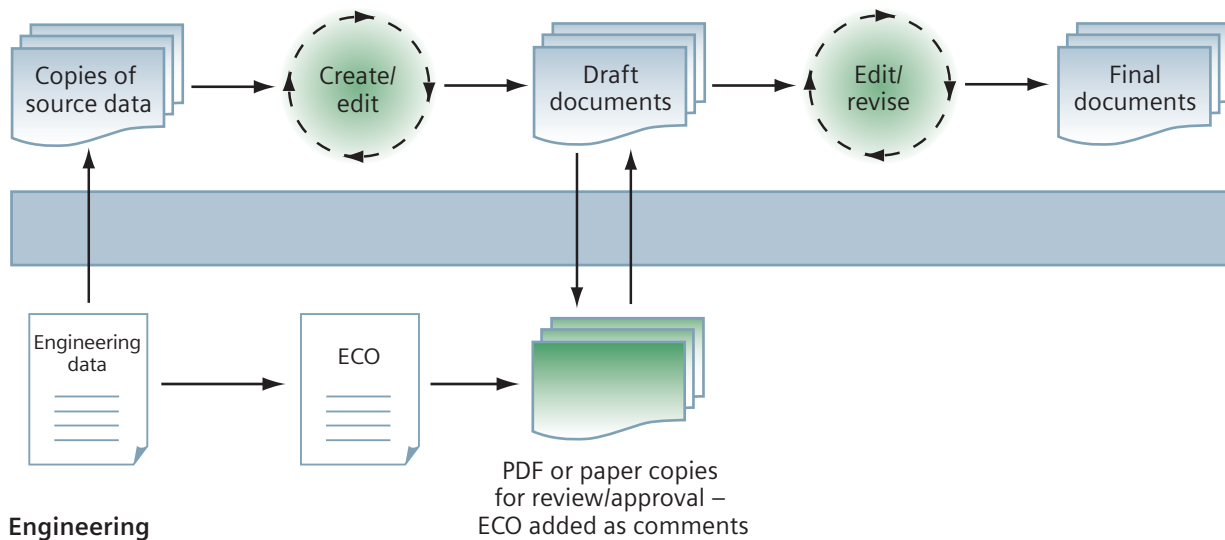 Copies of
source data
Create/
edit
Draft
documents
Edit/
revise
Final
documents
Engineering
data
ECO
PDF or paper copies
for review/approval –
ECO added as comments
Engineering